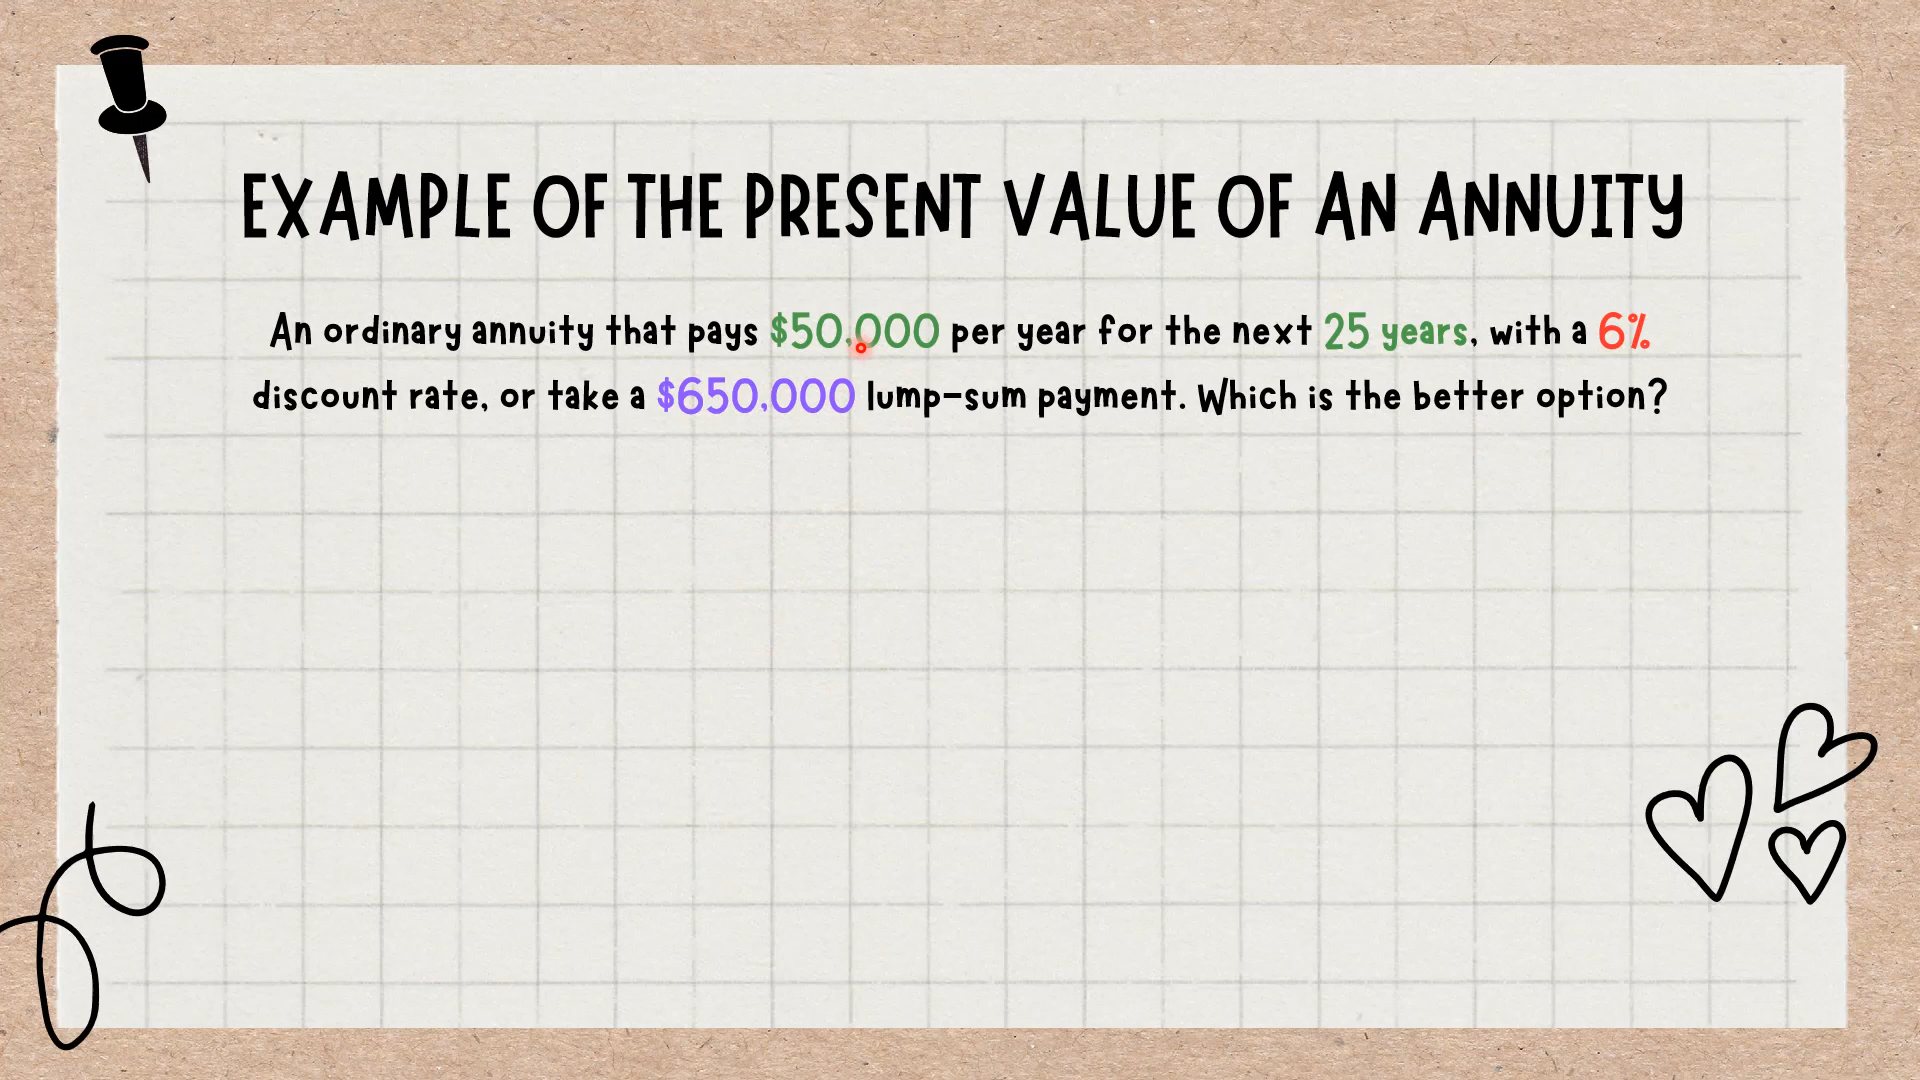 EXAMPLE OF THE PRESENT VALUE OF AN ANNUITY
An ordinary annuity that pays $50,000 per year for the next 25 years, with a 6%
discount rate, or take a $650,000 lump-sum payment. Which is the better option?